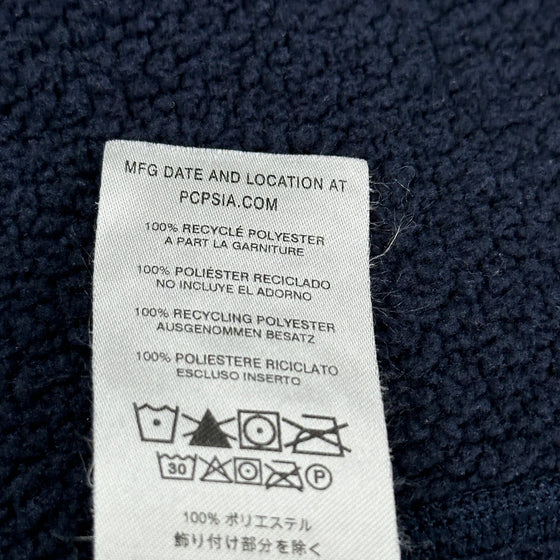 MFG DATE AND LOCATION AT
PCPSIA.COM
100% RECYCLÉ POLYESTER
A PART LA GARNITURE
100% POLIÉSTER RECICLADO
NO INCLUYE EL ADORNO
100% RECYCLING POLYESTER
AUSGENOMMEN BESATZ
100% POLIESTERE RICICLATO
ESCLUSO INSERTO
30 P
100% ポリエステル
飾り付け部分を除く